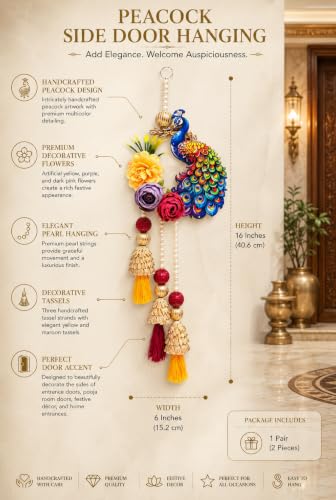 PEACOCK
SIDE DOOR HANGING
Add Elegance. Welcome Auspiciousness.
HANDCRAFTED
PEACOCK DESIGN
Intricately handcrafted
peacock artwork with
premium multicolor
detailing.
PREMIUM
DECORATIVE
FLOWERS
Artificial yellow, purple,
and dark pink flowers
create a rich festive
appearance.
ELEGANT
PEARL HANGING
Premium pearl strings
provide graceful
movement and a
luxurious finish.
DECORATIVE
TASSELS
Three handcrafted
tassel strands with
elegant yellow and
maroon tassels.
PERFECT
DOOR ACCENT
Designed to beautifully
decorate the sides of
entrance doors, pooja
room doors, festive
décor, and home
entrances.
HEIGHT
16 Inches
(40.6 cm)
WIDTH
6 Inches
(15.2 cm)
PACKAGE INCLUDES
1 Pair
(2 Pieces)
HANDCRAFTED
WITH CARE
PREMIUM
QUALITY
FESTIVE
DECOR
PERFECT FOR
ALL OCCASIONS
EASY TO
HANG